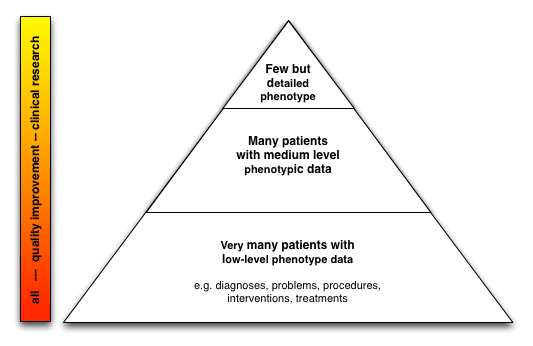 all --- quality improvement -- clinical research
Few but
detailed
phenotype
Many patients
with medium level
phenotypic data
Very many patients with
low-level phenotype data
e.g. diagnoses, problems, procedures,
interventions, treatments